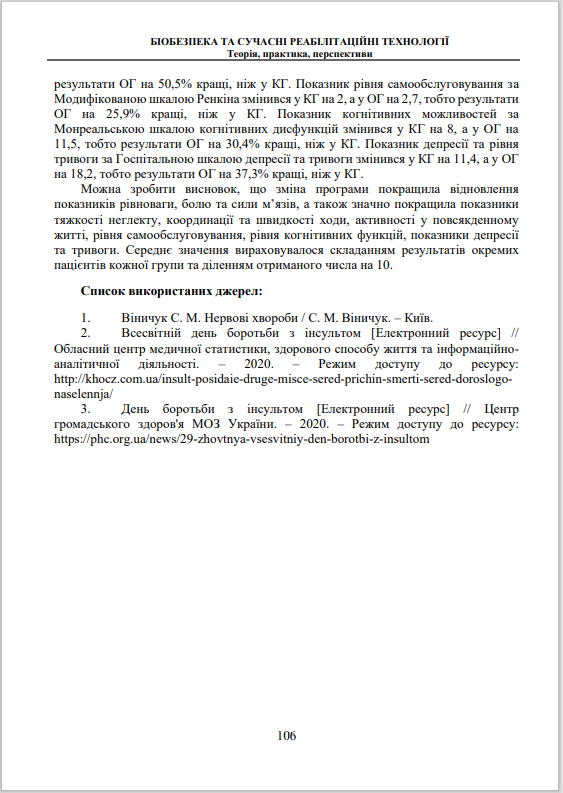 БІОБЕЗПЕКА ТА СУЧАСНІ РЕАБІЛІТАЦІЙНІ ТЕХНОЛОГІЇ
Теорія, практика, перспективи
результати ОГ на 50,5% кращі, ніж у КГ. Показник рівня самообслуговування за
Модифікованою шкалою Ренкіна змінився у КГ на 2, а у ОГ на 2,7, тобто результати
ОГ на 25,9% кращі, ніж у КГ. Показник когнітивних можливостей за
Монреальською шкалою когнітивних дисфункцій змінився у КГ на 8, а у ОГ на
11,5, тобто результати ОГ на 30,4% кращі, ніж у КГ. Показник депресії та рівня
тривоги за Госпітальною шкалою депресії та тривоги змінився у КГ на 11,4, а у ОГ
на 18,2, тобто результати ОГ на 37,3% кращі, ніж у КГ.
Можна зробити висновок, що зміна програми покращила відновлення
показників рівноваги, болю та сили м’язів, а також значно покращила показники
тяжкості неглекту, координації та швидкості ходи, активності у повсякденному
житті, рівня самообслуговування, рівня когнітивних функцій, показники депресії
та тривоги. Середнє значення вираховувалося складанням результатів окремих
пацієнтів кожної групи та діленням отриманого числа на 10.
Список використаних джерел:
1. Віничук С. М. Нервові хвороби / С. М. Віничук. – Київ.
2. Всесвітній день боротьби з інсультом [Електронний ресурс] //
Обласний центр медичної статистики, здорового способу життя та інформаційно-
аналітичної діяльності. – 2020. – Режим доступу до ресурсу:
http://khocz.com.ua/insult-posidaie-druge-misce-sered-prichin-smerti-sered-doroslogo-
naselennja/
3. День боротьби з інсультом [Електронний ресурс] // Центр
громадського здоров'я МОЗ України. – 2020. – Режим доступу до ресурсу:
https://phc.org.ua/news/29-zhovtnya-vsesvitniy-den-borotbi-z-insultom
106